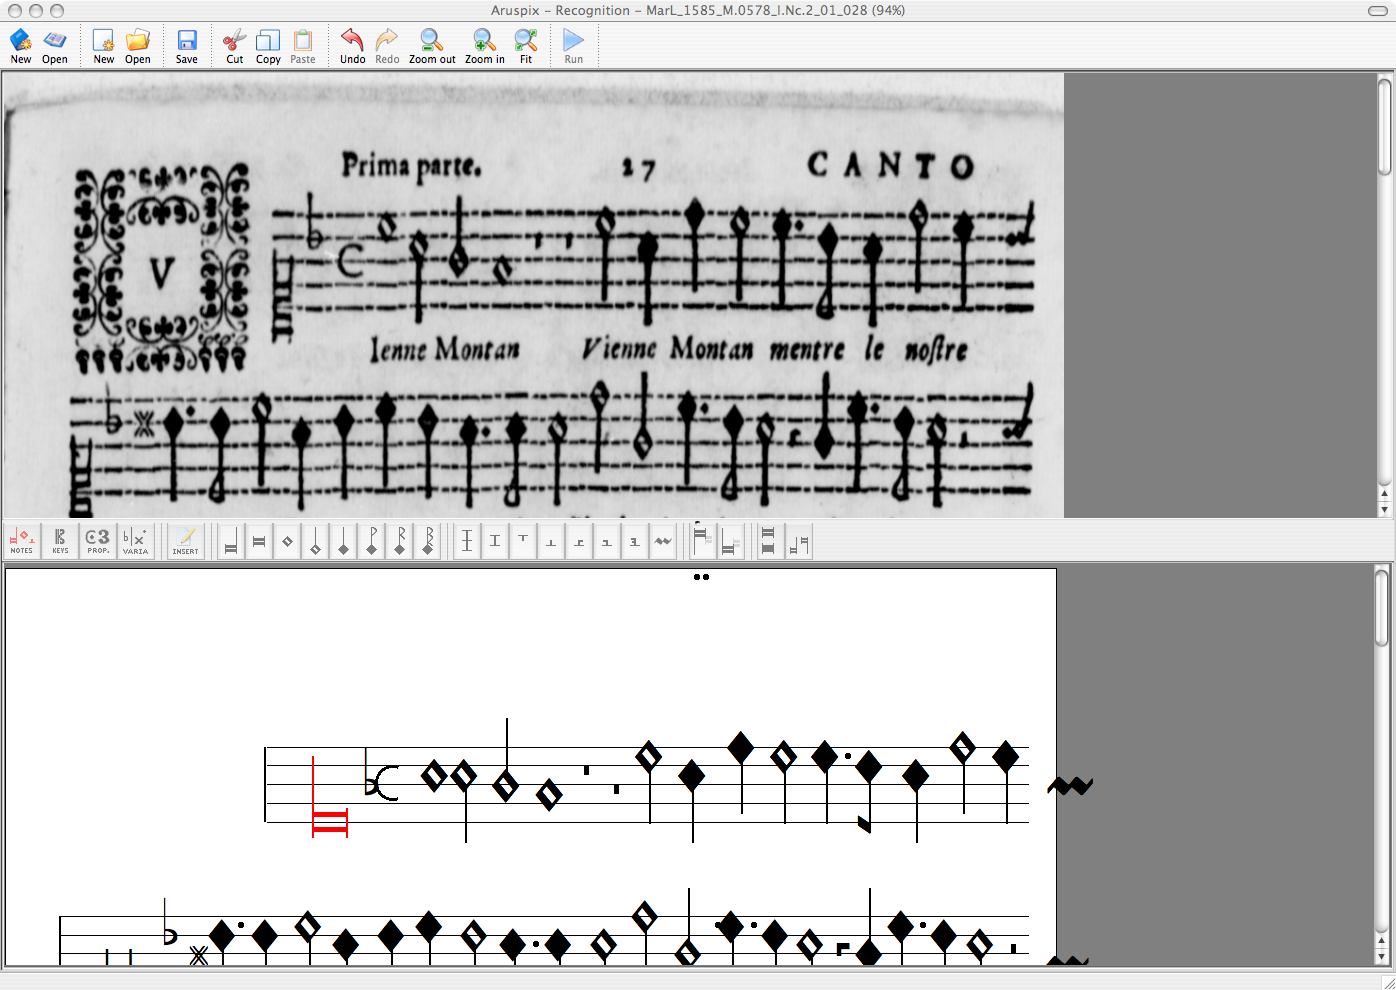 Aruspix – Recognition – MarL_1585_M.0578_I.Nc.2_01_028 (94%)
New Open New Open Save Cut Copy Paste Undo Redo Zoom out Zoom in Fit Run
Prima parte. 27 CANTO
V
Ienne Montan Vienne Montan mentre le noſtre
NOTES KEYS PROP. VARIA INSERT